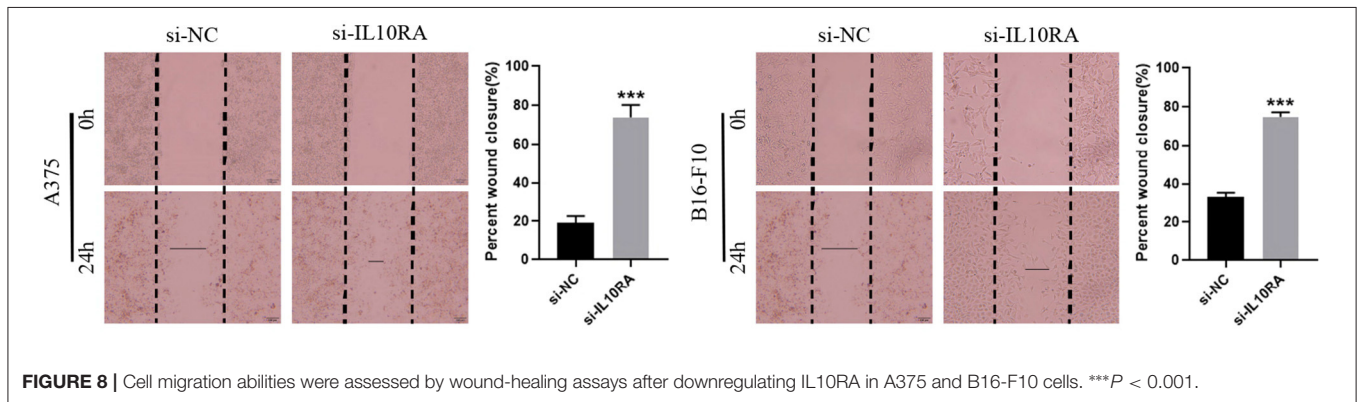 si-NC
si-IL10RA
A375
0h
24h
Percent wound closure(%)
100
80
60
40
20
0
***
si-NC
si-IL10RA
si-NC
si-IL10RA
B16-F10
0h
24h
Percent wound closure(%)
100
80
60
40
20
0
***
si-NC
si-IL10RA
FIGURE 8 | Cell migration abilities were assessed by wound-healing assays after downregulating IL10RA in A375 and B16-F10 cells. ***P < 0.001.